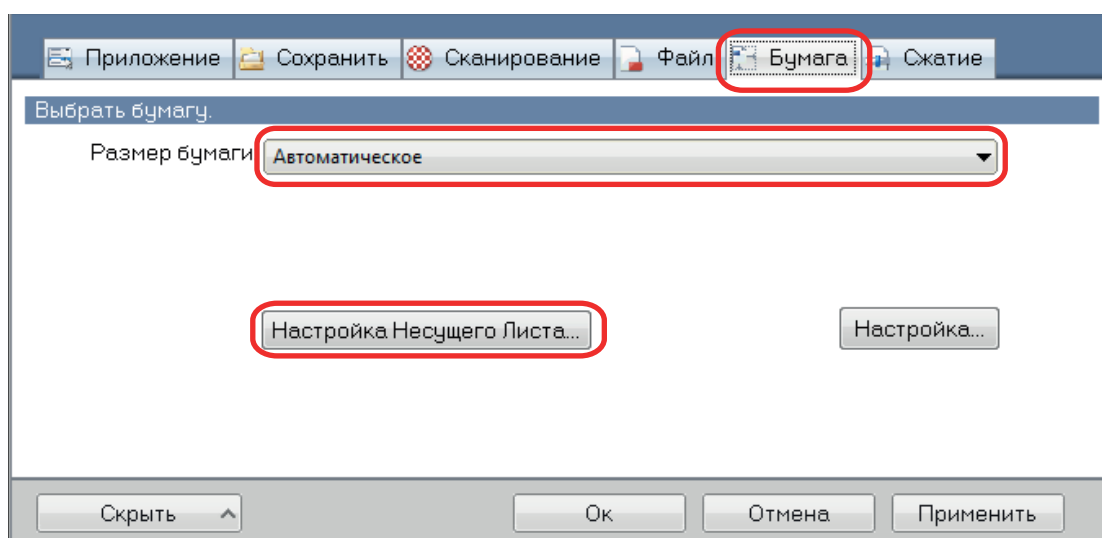 Приложение Сохранить Сканирование Файл Бумага Сжатие
Выбрать бумагу.
Размер бумаги Автоматическое
Настройка Несущего Листа... Настройка...
Скрыть Ок Отмена Применить